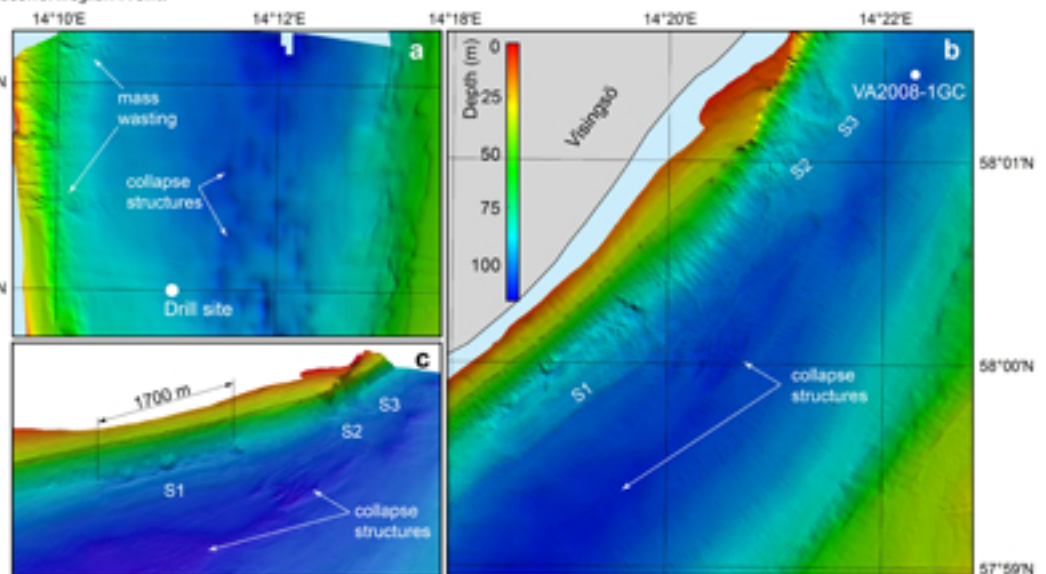 14°10'E 14°12'E 14°18'E 14°20'E 14°22'E
a
mass
wasting
collapse
structures
Drill site
N
N
b
Depth (m)
0
25
50
75
100
Visingsö
VA2008-1GC
S3
S2
S1
collapse
structures
58°01'N
58°00'N
57°59'N
c
1700 m
S3
S2
S1
collapse
structures